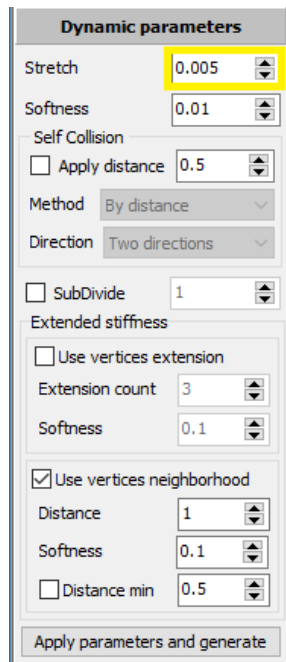 Dynamic parameters
Stretch 0.005
Softness 0.01
Self Collision
Apply distance 0.5
Method By distance
Direction Two directions
SubDivide 1
Extended stiffness
Use vertices extension
Extension count 3
Softness 0.1
Use vertices neighborhood
Distance 1
Softness 0.1
Distance min 0.5
Apply parameters and generate